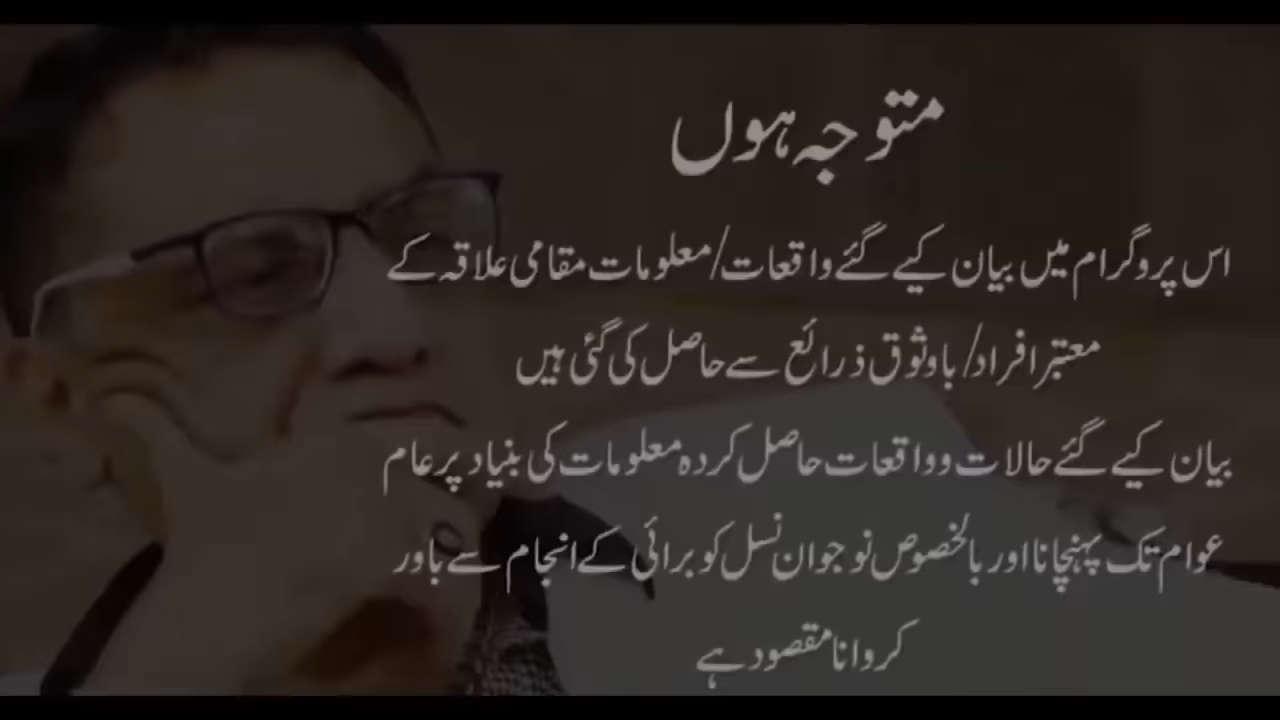 متوجہ ہوں
اس پروگرام میں بیان کیے گئے واقعات/معلومات مقامی علاقہ کے
معتبر افراد/باوثوق ذرائع سے حاصل کی گئی ہیں
بیان کیے گئے حالات و واقعات حاصل کردہ معلومات کی بنیاد پر عام
عوام تک پہنچانا اور بالخصوص نوجوان نسل کو برائی کے انجام سے باور
کروانا مقصود ہے